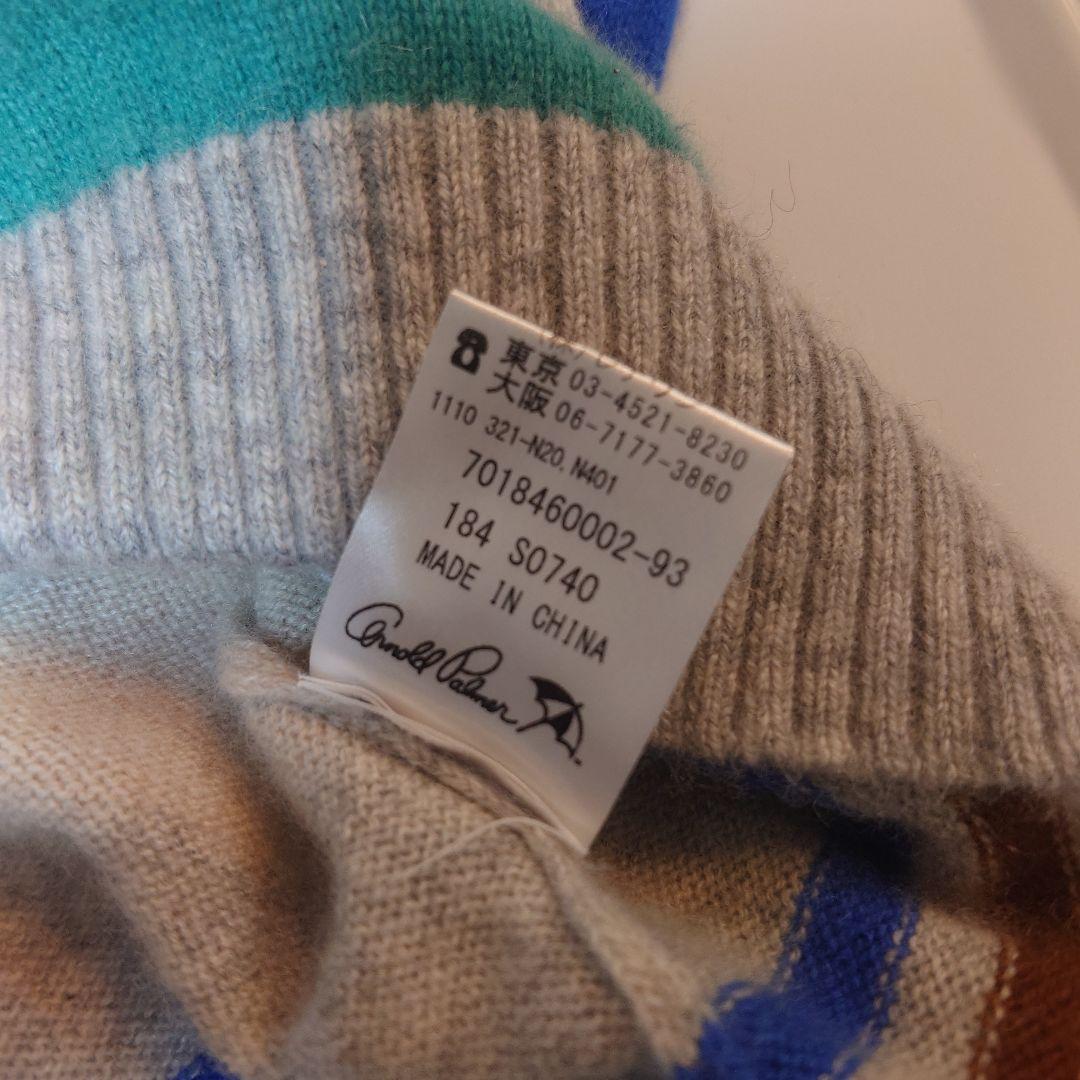 東京 03-4521-8230
大阪 06-7177-3860
1110 321-N20, N401
7018460002-93
184 S0740
MADE IN CHINA
Arnold Palmer